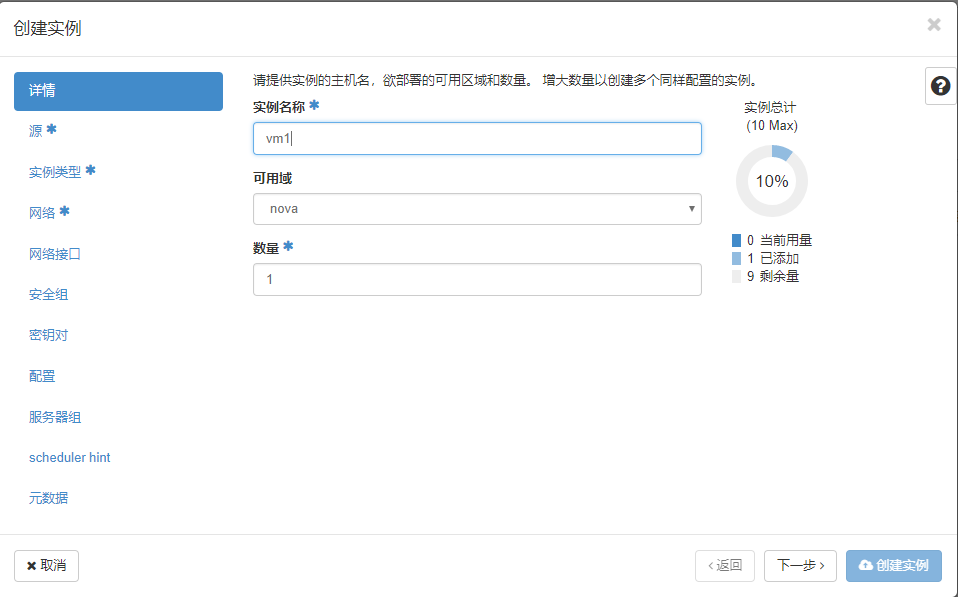 创建实例
×
详情
源 *
实例类型 *
网络 *
网络接口
安全组
密钥对
配置
服务器组
scheduler hint
元数据
请提供实例的主机名，欲部署的可用区域和数量。 增大数量以创建多个同样配置的实例。
实例名称 *
vm1
可用域
nova
数量 *
1
实例总计
(10 Max)
10%
0 当前用量
1 已添加
9 剩余量
?
× 取消
‹ 返回
下一步 ›
创建实例